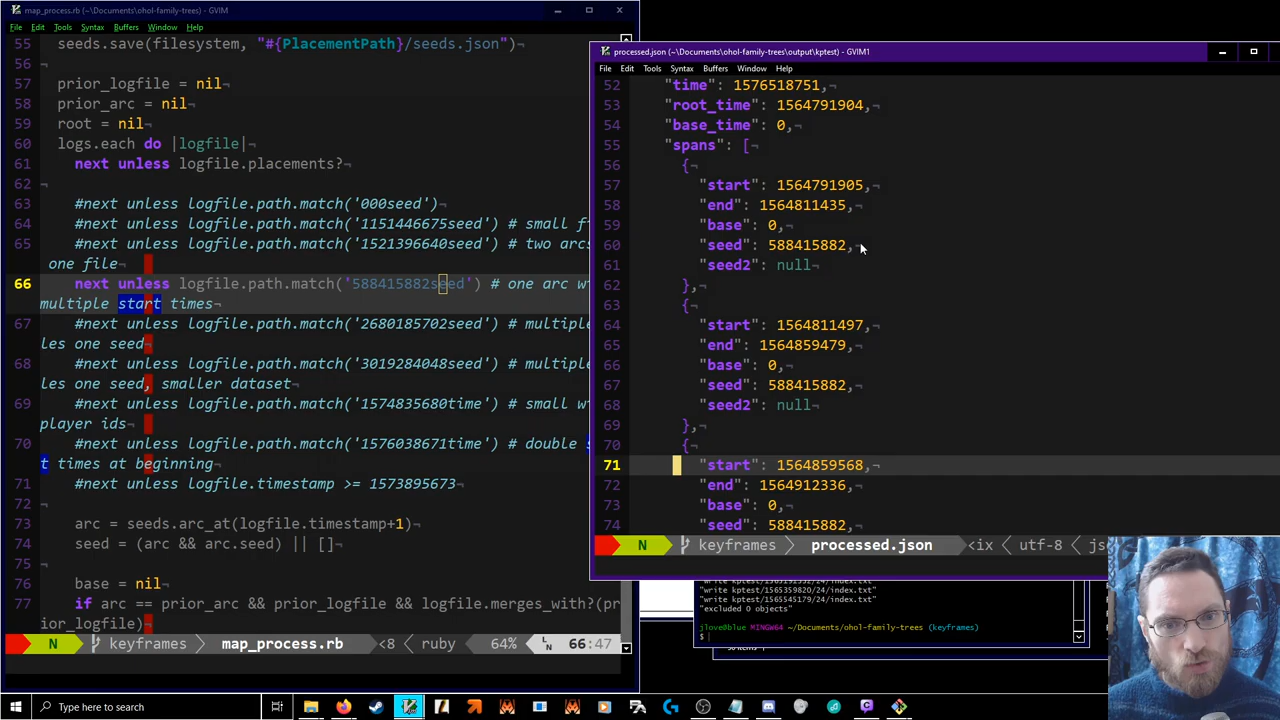 map_process.rb (~\Documents\ohol-family-trees) - GVIM
File Edit Tools Syntax Buffers Window Help
55 seeds.save(filesystem, "#{PlacementPath}/seeds.json")¬
56 ¬
57 prior_logfile = nil¬
58 prior_arc = nil¬
59 root = nil¬
60 logs.each do |logfile|¬
61 next unless logfile.placements?¬
62 ¬
63 #next unless logfile.path.match('000seed')¬
64 #next unless logfile.path.match('1151446675seed') # small f
65 #next unless logfile.path.match('1521396640seed') # two arcs
one file¬
66 next unless logfile.path.match('588415882seed') # one arc w
multiple start times¬
67 #next unless logfile.path.match('2680185702seed') # multiple
les one seed¬
68 #next unless logfile.path.match('3019284048seed') # multiple
les one seed, smaller dataset¬
69 #next unless logfile.path.match('1574835680time') # small w
player ids¬
70 #next unless logfile.path.match('1576038671time') # double s
t times at beginning¬
71 #next unless logfile.timestamp >= 1573895673¬
72 ¬
73 arc = seeds.arc_at(logfile.timestamp+1)¬
74 seed = (arc && arc.seed) || []¬
75 ¬
76 base = nil¬
77 if arc == prior_arc && prior_logfile && logfile.merges_with?(pr
ior_logfile)¬
N keyframes map_process.rb <8 ruby 64% LN 66:47
processed.json (~\Documents\ohol-family-trees\output\kptest) - GVIM1
File Edit Tools Syntax Buffers Window Help
52 "time": 1576518751,¬
53 "root_time": 1564791904,¬
54 "base_time": 0,¬
55 "spans": [¬
56 {¬
57 "start": 1564791905,¬
58 "end": 1564811435,¬
59 "base": 0,¬
60 "seed": 588415882,¬
61 "seed2": null¬
62 },¬
63 {¬
64 "start": 1564811497,¬
65 "end": 1564859479,¬
66 "base": 0,¬
67 "seed": 588415882,¬
68 "seed2": null¬
69 },¬
70 {¬
71 "start": 1564859568,¬
72 "end": 1564912336,¬
73 "base": 0,¬
74 "seed": 588415882,¬
N keyframes processed.json <ix utf-8 js
"write kptest/1565359820/24/index.txt"
"write kptest/1565545179/24/index.txt"
"excluded 0 objects"
jlove@blue MINGW64 ~/Documents/ohol-family-trees (keyframes)
$
Type here to search